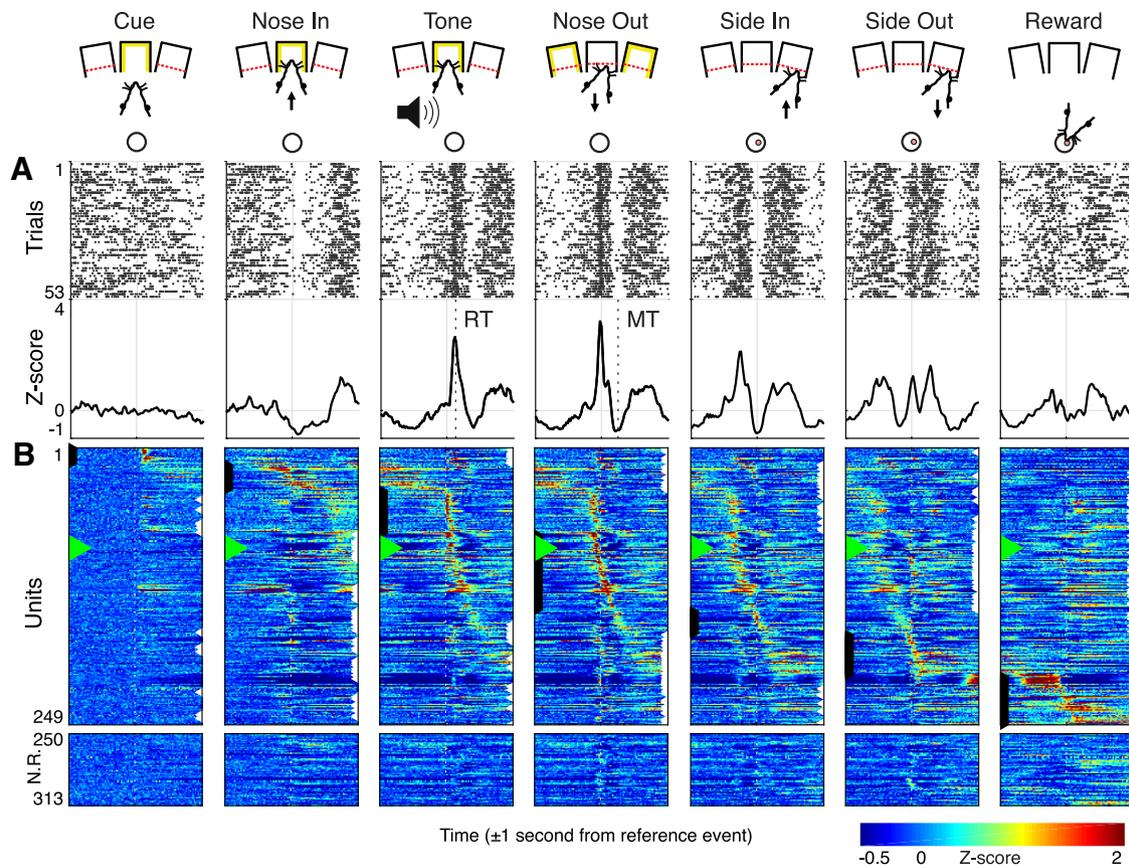 Cue Nose In Tone Nose Out Side In Side Out Reward
A
1
Trials
53
4
Z-score
0
-1
RT
MT
B
1
Units
249
250
N.R.
313
Time (±1 second from reference event)
-0.5 0 Z-score 2